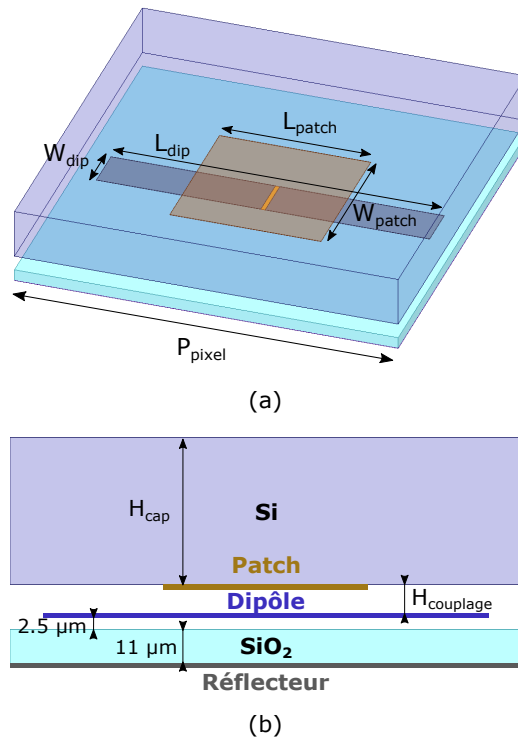 L_patch
L_dip
W_dip
W_patch
P_pixel
(a)
H_cap
Si
Patch
Dipôle
H_couplage
2.5 µm
11 µm
SiO₂
Réflecteur
(b)